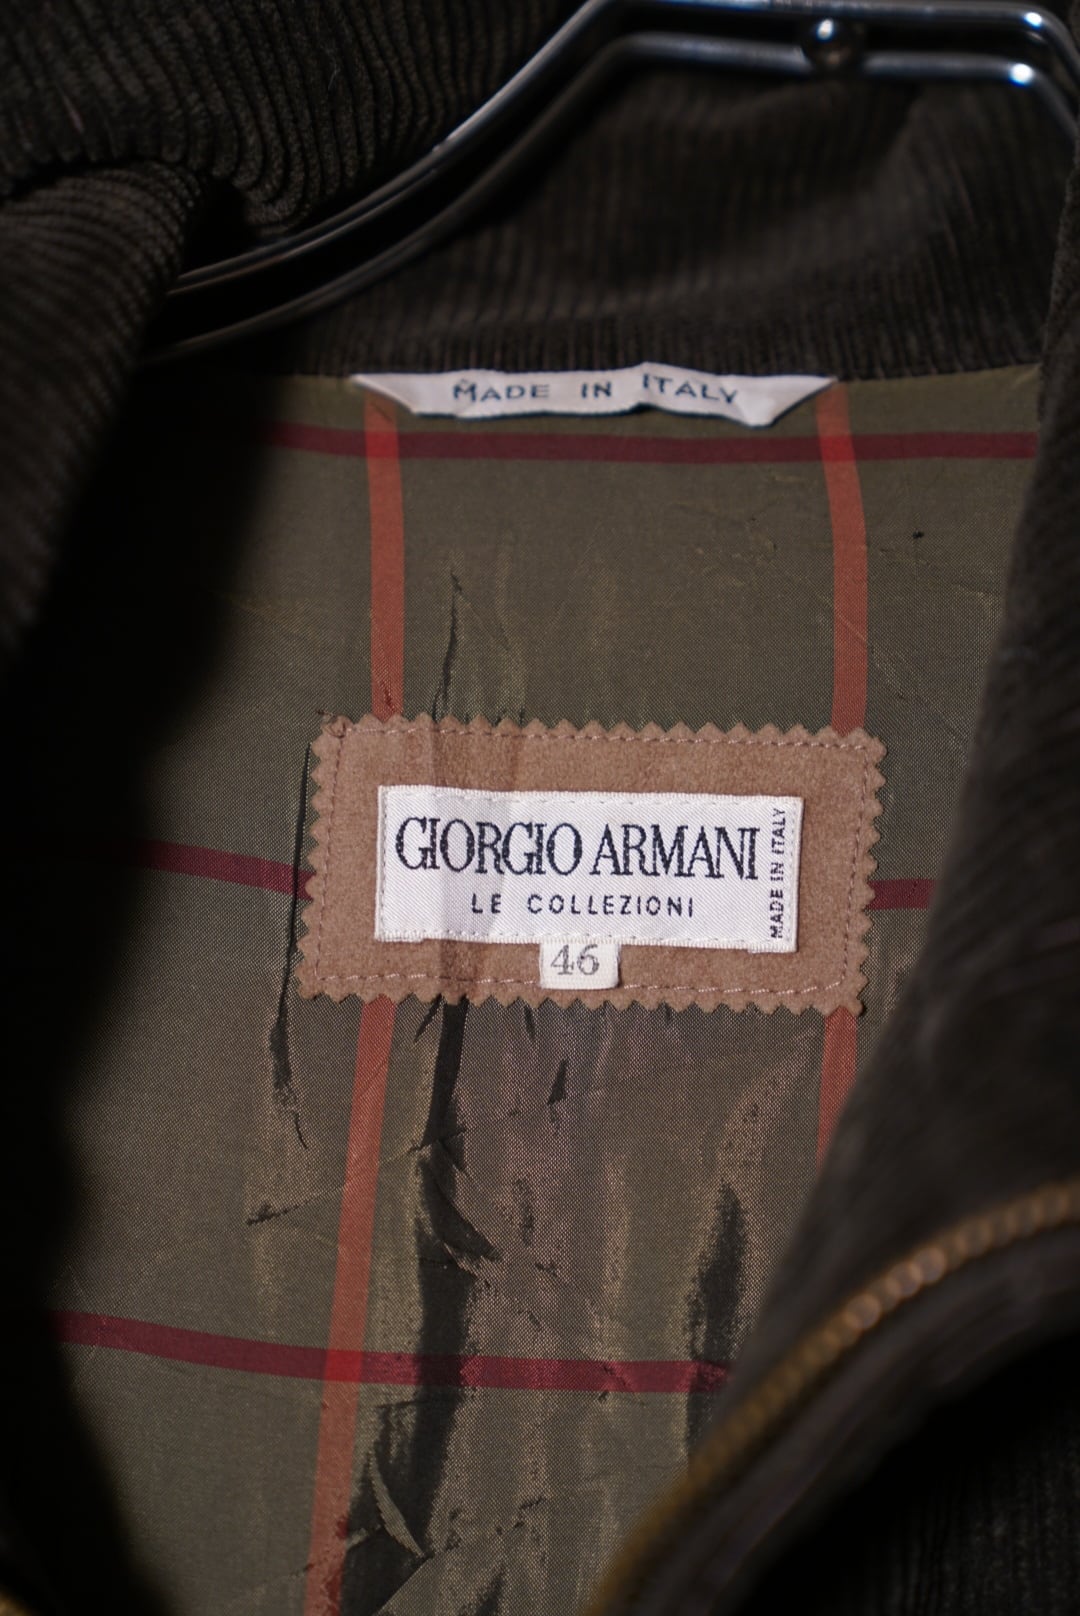 MADE IN ITALY
GIORGIO ARMANI
LE COLLEZIONI
MADE IN ITALY
46